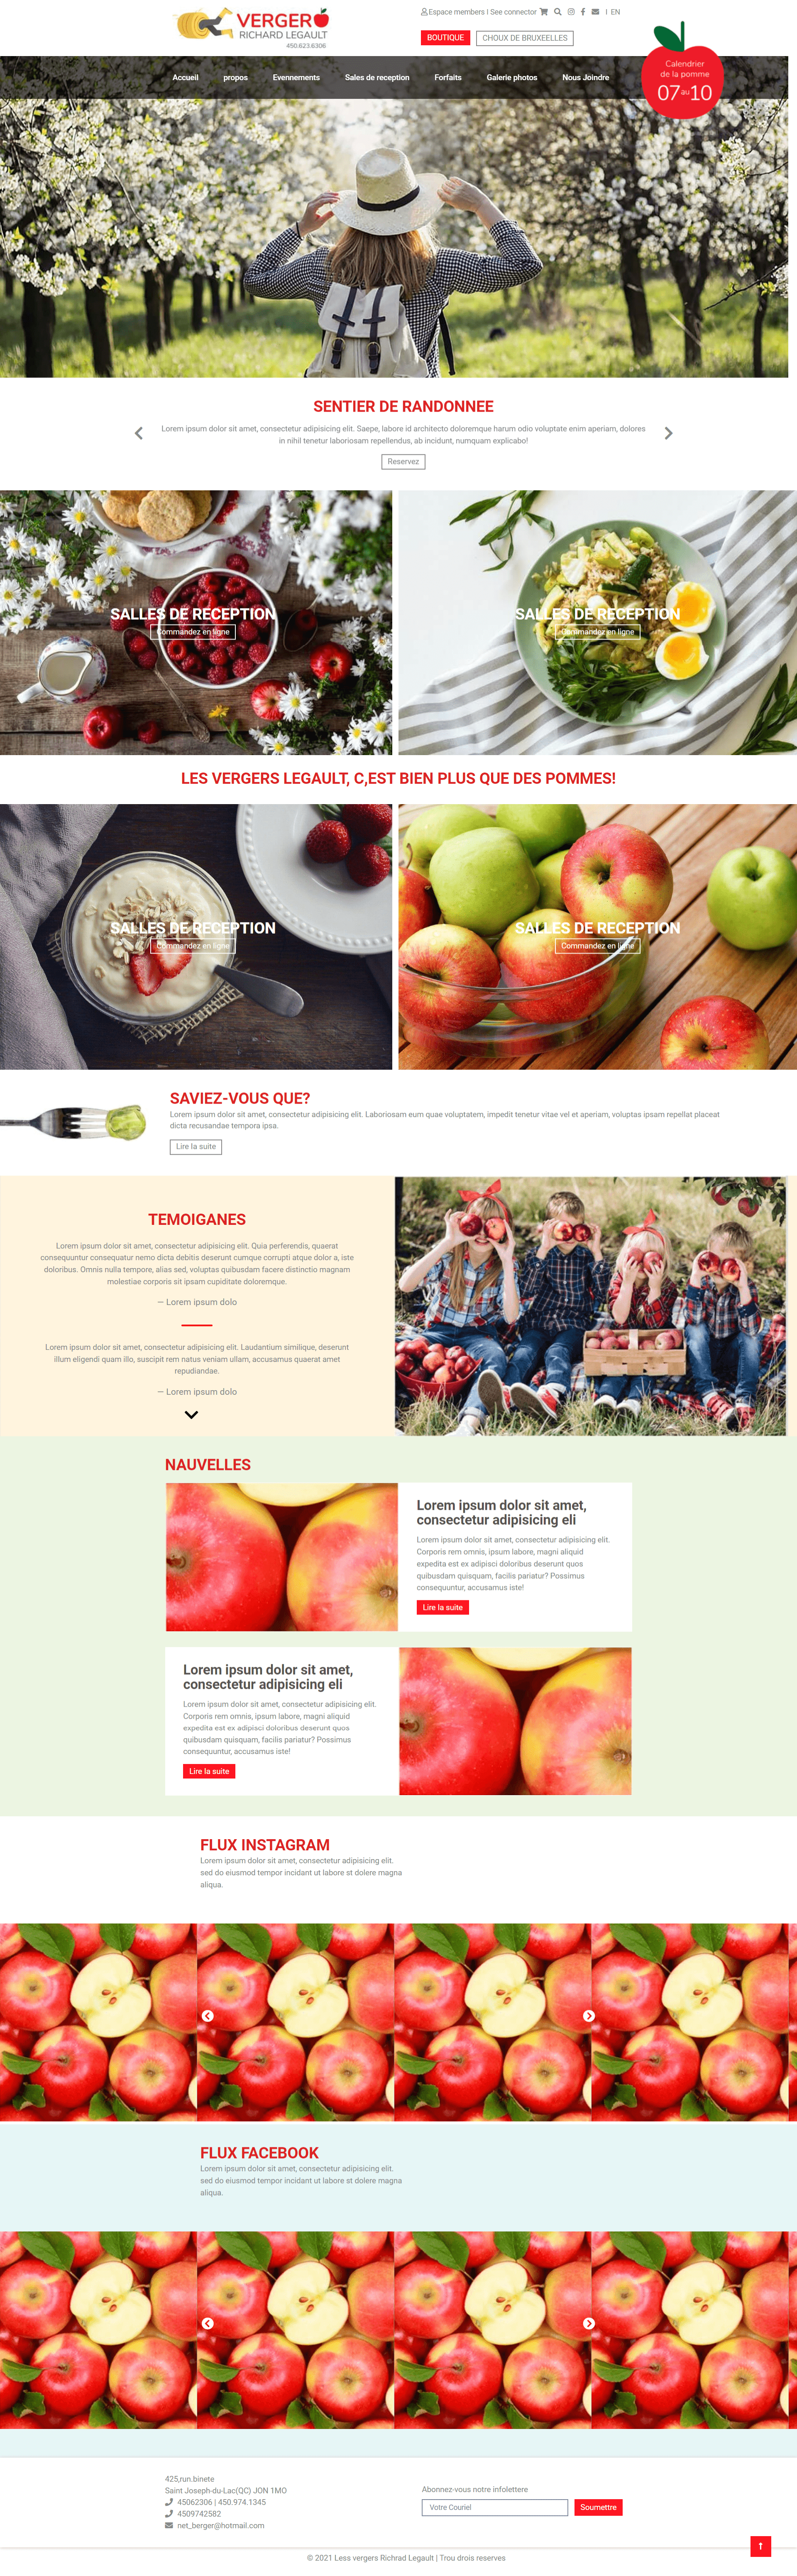 VERGER
RICHARD LEGAULT
450.623.6306
Espace members I See connector I EN
BOUTIQUE CHOUX DE BRUXEELLES
Calendrier
de la pomme
07 au 10
Accueil propos Evennements Sales de reception Forfaits Galerie photos Nous Joindre
SENTIER DE RANDONNEE
Lorem ipsum dolor sit amet, consectetur adipisicing elit. Saepe, labore id architecto doloremque harum odio voluptate enim aperiam, dolores
in nihil tenetur laboriosam repellendus, ab incidunt, numquam explicabo!
Reservez
SALLES DE RECEPTION
Commandez en ligne
SALLES DE RECEPTION
Commandez en ligne
LES VERGERS LEGAULT, C,EST BIEN PLUS QUE DES POMMES!
SALLES DE RECEPTION
Commandez en ligne
SALLES DE RECEPTION
Commandez en ligne
SAVIEZ-VOUS QUE?
Lorem ipsum dolor sit amet, consectetur adipisicing elit. Laboriosam eum quae voluptatem, impedit tenetur vitae vel et aperiam, voluptas ipsam repellat placeat
dicta recusandae tempora ipsa.
Lire la suite
TEMOIGANES
Lorem ipsum dolor sit amet, consectetur adipisicing elit. Quia perferendis, quaerat
consequuntur consequatur nemo dicta debitis deserunt cumque corrupti atque dolor a, iste
doloribus. Omnis nulla tempore, alias sed, voluptas quibusdam facere distinctio magnam
molestiae corporis sit ipsam cupiditate doloremque.
— Lorem ipsum dolo
Lorem ipsum dolor sit amet, consectetur adipisicing elit. Laudantium similique, deserunt
illum eligendi quam illo, suscipit rem natus veniam ullam, accusamus quaerat amet
repudiandae.
— Lorem ipsum dolo
NAUVELLES
Lorem ipsum dolor sit amet,
consectetur adipisicing eli
Lorem ipsum dolor sit amet, consectetur adipisicing elit.
Corporis rem omnis, ipsum labore, magni aliquid
expedita est ex adipisci doloribus deserunt quos
quibusdam quisquam, facilis pariatur? Possimus
consequuntur, accusamus iste!
Lire la suite
Lorem ipsum dolor sit amet,
consectetur adipisicing eli
Lorem ipsum dolor sit amet, consectetur adipisicing elit.
Corporis rem omnis, ipsum labore, magni aliquid
expedita est ex adipisci doloribus deserunt quos
quibusdam quisquam, facilis pariatur? Possimus
consequuntur, accusamus iste!
Lire la suite
FLUX INSTAGRAM
Lorem ipsum dolor sit amet, consectetur adipisicing elit.
sed do eiusmod tempor incidant ut labore st dolere magna
aliqua.
FLUX FACEBOOK
Lorem ipsum dolor sit amet, consectetur adipisicing elit.
sed do eiusmod tempor incidant ut labore st dolere magna
aliqua.
425,run.binete
Saint Joseph-du-Lac(QC) JON 1MO
45062306 | 450.974.1345
4509742582
net_berger@hotmail.com
Abonnez-vous notre infolettere
Votre Couriel
Soumettre
© 2021 Less vergers Richrad Legault | Trou drois reserves